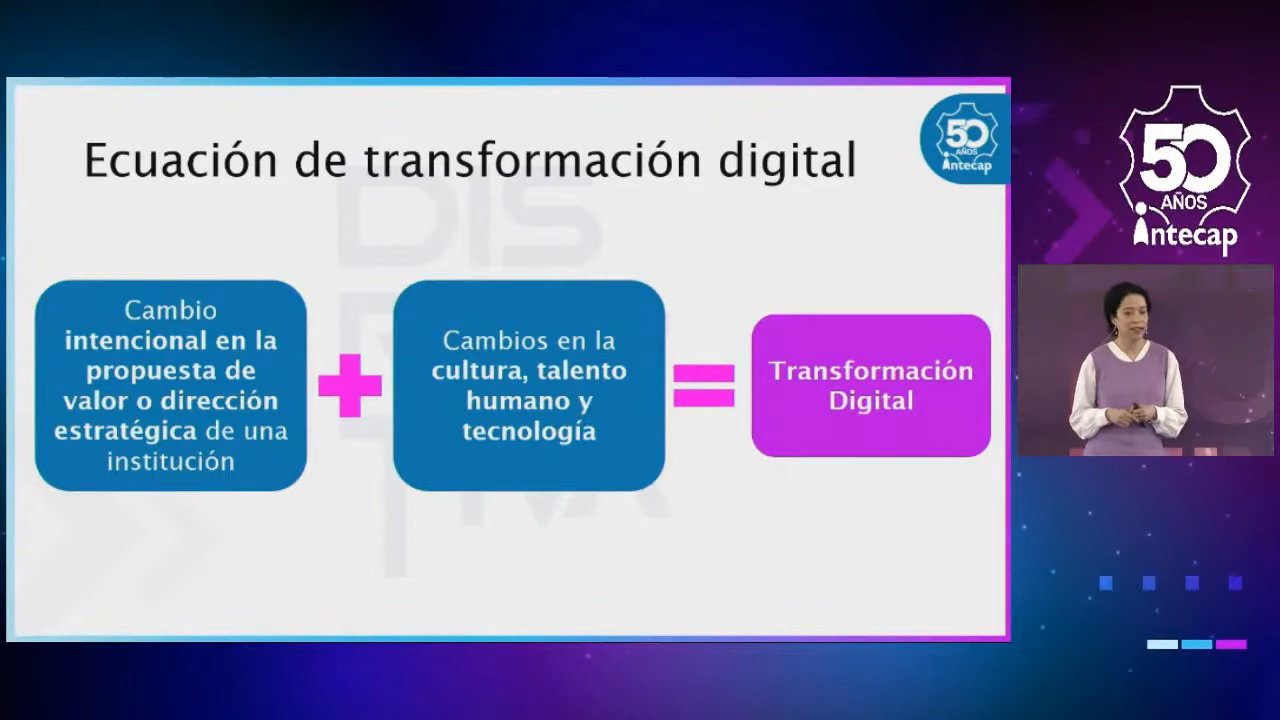 Ecuación de transformación digital
50
AÑOS
intecap
Cambio
intencional en la
propuesta de
valor o dirección
estratégica de una
institución
+
Cambios en la
cultura, talento
humano y
tecnología
=
Transformación
Digital
50
AÑOS
intecap